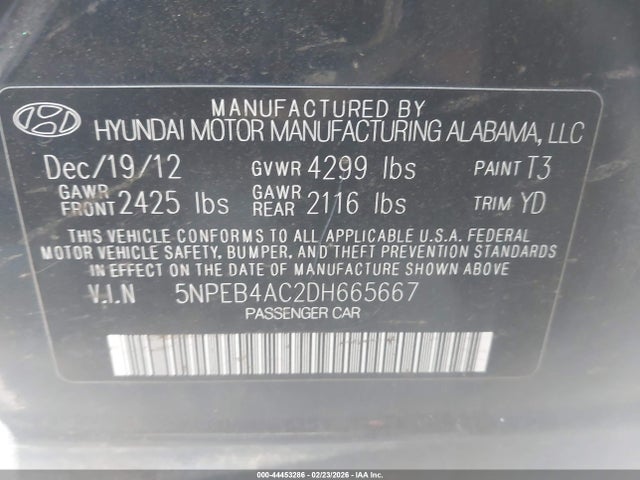 MANUFACTURED BY
HYUNDAI MOTOR MANUFACTURING ALABAMA, LLC
Dec/19/12 GVWR 4299 lbs PAINT T3
GAWR FRONT 2425 lbs GAWR REAR 2116 lbs TRIM YD
THIS VEHICLE CONFORMS TO ALL APPLICABLE U.S.A. FEDERAL
MOTOR VEHICLE SAFETY, BUMPER, AND THEFT PREVENTION STANDARDS
IN EFFECT ON THE DATE OF MANUFACTURE SHOWN ABOVE.
V.I.N 5NPEB4AC2DH665667
PASSENGER CAR
000-44453286 - 02/23/2026 - IAA Inc.